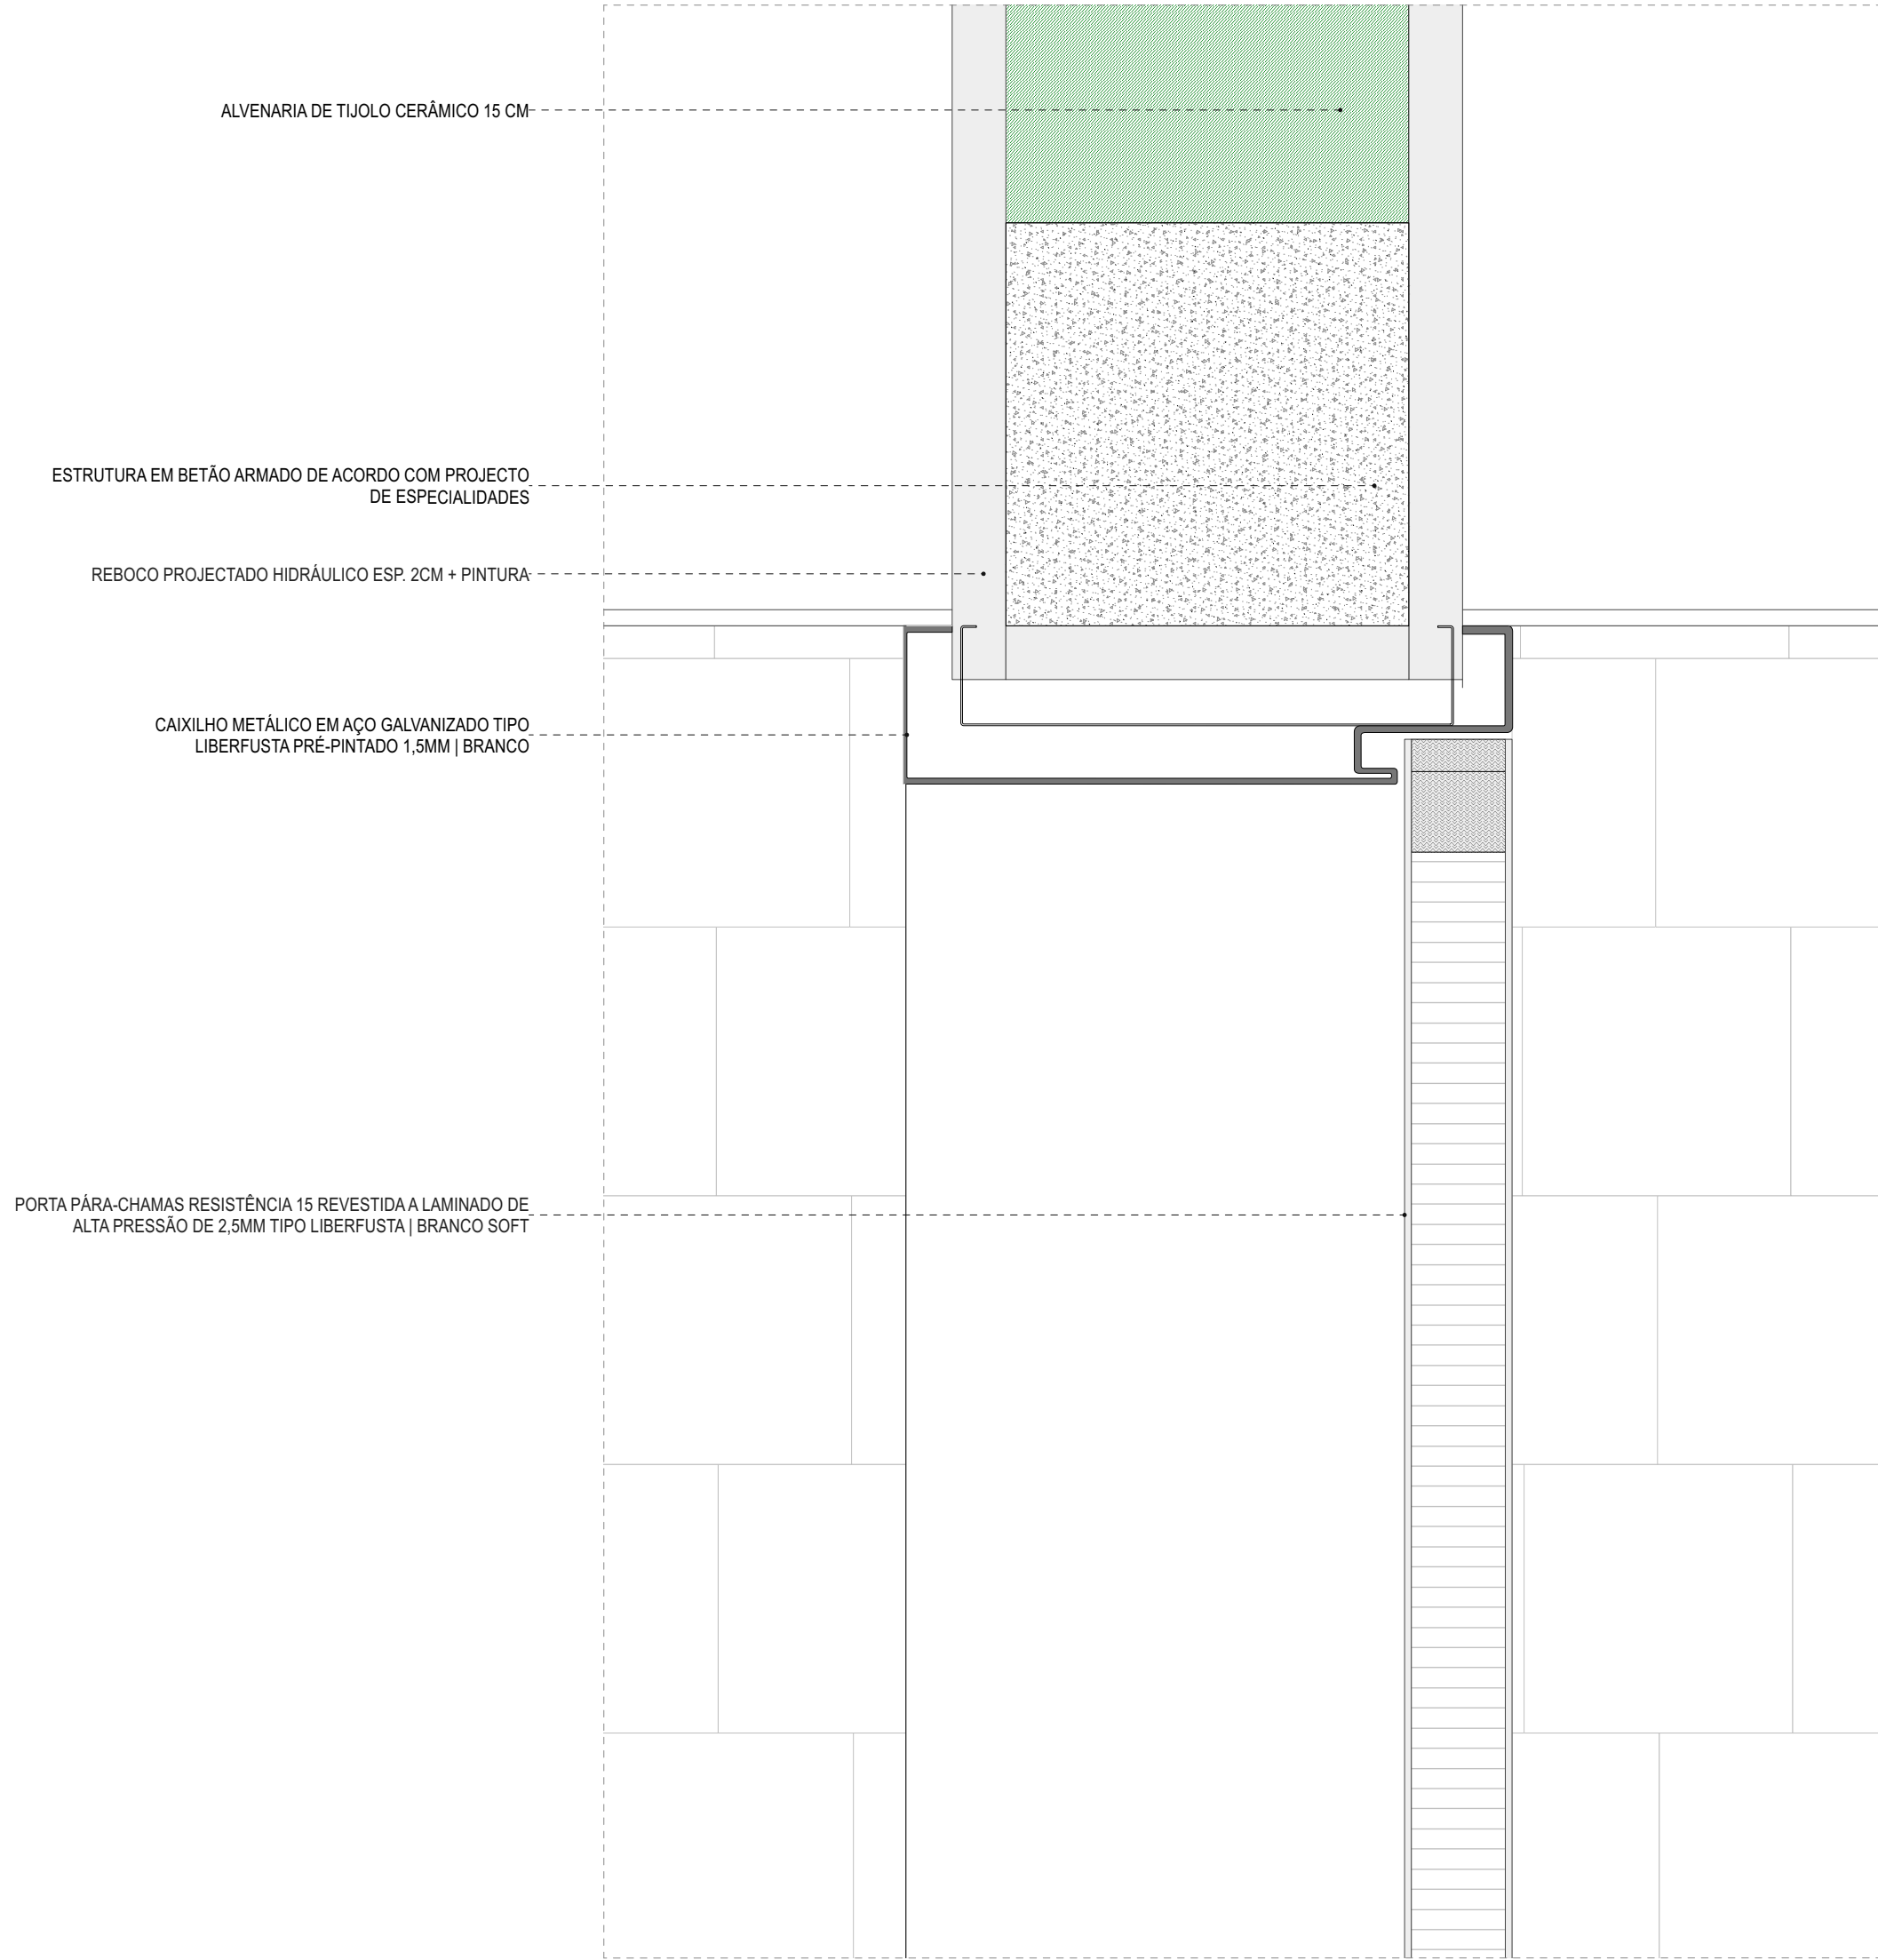 ALVENARIA DE TIJOLO CERÂMICO 15 CM
ESTRUTURA EM BETÃO ARMADO DE ACORDO COM PROJECTO
DE ESPECIALIDADES
REBOCO PROJECTADO HIDRÁULICO ESP. 2CM + PINTURA
CAIXILHO METÁLICO EM AÇO GALVANIZADO TIPO
LIBERFUSTA PRÉ-PINTADO 1,5MM | BRANCO
PORTA PÁRA-CHAMAS RESISTÊNCIA 15 REVESTIDA A LAMINADO DE
ALTA PRESSÃO DE 2,5MM TIPO LIBERFUSTA | BRANCO SOFT